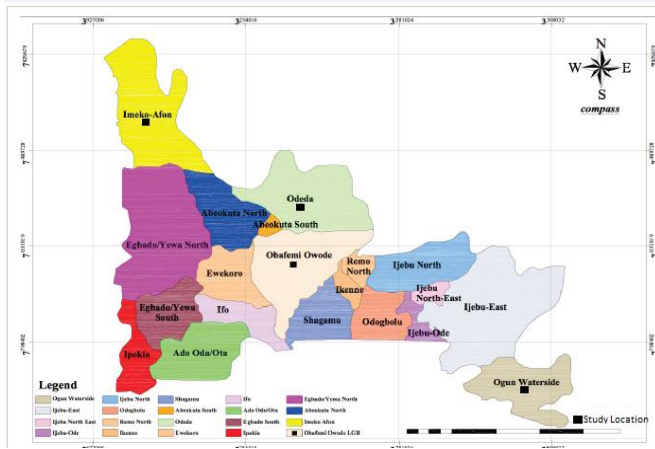 3254016
3281004
3308032
N
W E
S
compass
Imeko-Afon
Odeda
Abeokuta North
Abeokuta South
Egbado/Yewa North
Obafemi Owode
Ewekoro
Remo
North
Ijebu North
Ikenne
Ijebu
North-East
Ijebu-East
Egbado/Yewa
South
Ifo
Shagamu
Odogbolu
Ijebu-Ode
Ipokia
Ado Oda/Ota
Ogun Waterside
Legend
Ogun Waterside
Ijebu North
Shagamu
Ifo
Egbado/Yema North
Ijebu-East
Odogbolu
Abeokuta South
Ado Odo/Ota
Abeokuta North
Ijebu North East
Remo North
Odeda
Egbado South
Imeko Afon
Ijebu-Ode
Ikenne
Ewekoro
Ipokia
Obafemi Owode LGB
Study Location